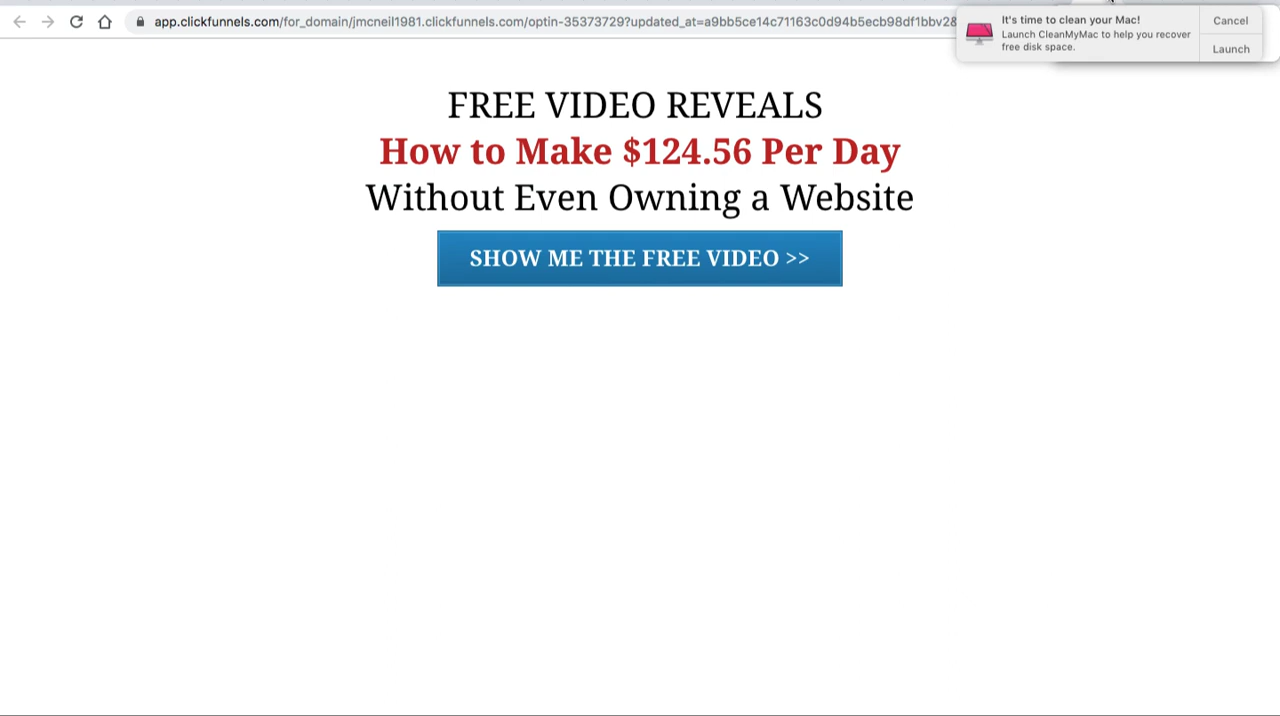 app.clickfunnels.com/for_domain/jmcneil1981.clickfunnels.com/optin-35373729?updated_at=a9bb5ce14c71163c0d94b5ecb98df1bbv28
It's time to clean your Mac!
Launch CleanMyMac to help you recover
free disk space.
Cancel
Launch
FREE VIDEO REVEALS
How to Make $124.56 Per Day
Without Even Owning a Website
SHOW ME THE FREE VIDEO >>